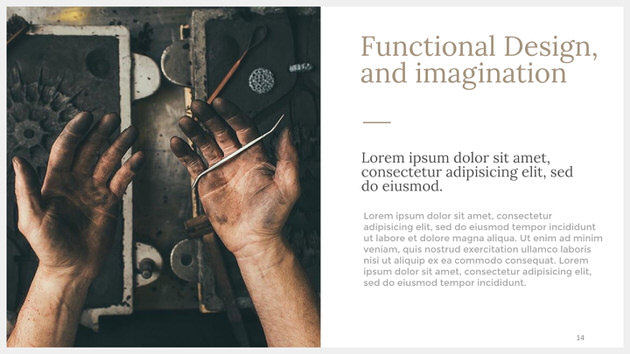 Functional Design,
and imagination
Lorem ipsum dolor sit amet,
consectetur adipisicing elit, sed
do eiusmod.
Lorem ipsum dolor sit amet, consectetur
adipisicing elit, sed do eiusmod tempor incididunt
ut labore et dolore magna aliqua. Ut enim ad minim
veniam, quis nostrud exercitation ullamco laboris
nisi ut aliquip ex ea commodo consequat. Lorem
ipsum dolor sit amet, consectetur adipisicing elit,
sed do eiusmod tempor incididunt.
14